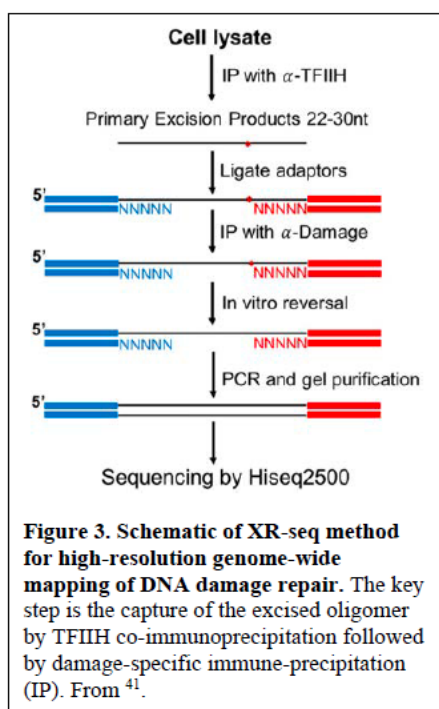 Cell lysate
IP with α-TFIIH
Primary Excision Products 22-30nt
Ligate adaptors
5'
NNNNN NNNNN
IP with α-Damage
5'
NNNNN NNNNN
In vitro reversal
5'
NNNNN NNNNN
PCR and gel purification
5'
Sequencing by Hiseq2500
Figure 3. Schematic of XR-seq method
for high-resolution genome-wide
mapping of DNA damage repair. The key
step is the capture of the excised oligomer
by TFIIH co-immunoprecipitation followed
by damage-specific immune-precipitation
(IP). From 41.